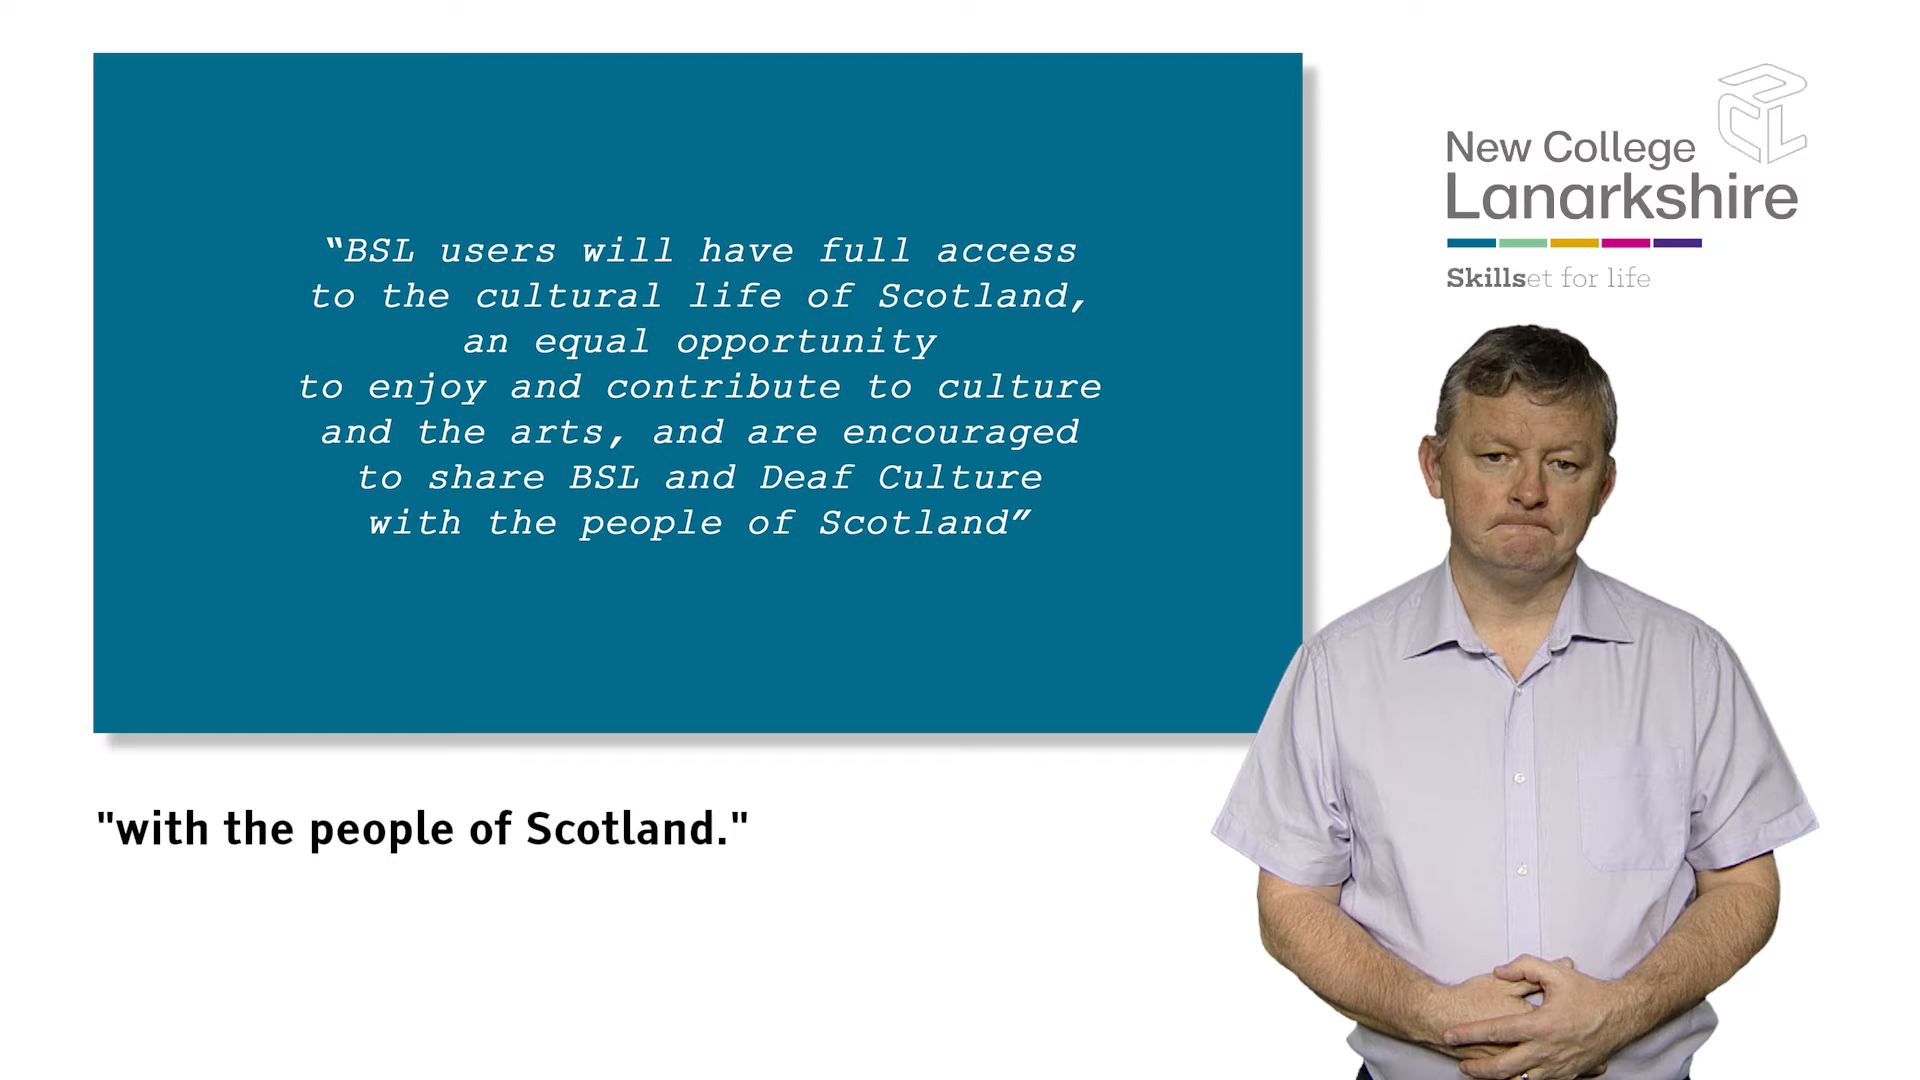 “BSL users will have full access
to the cultural life of Scotland,
an equal opportunity
to enjoy and contribute to culture
and the arts, and are encouraged
to share BSL and Deaf Culture
with the people of Scotland”
NCL
New College
Lanarkshire
Skillset for life
"with the people of Scotland."